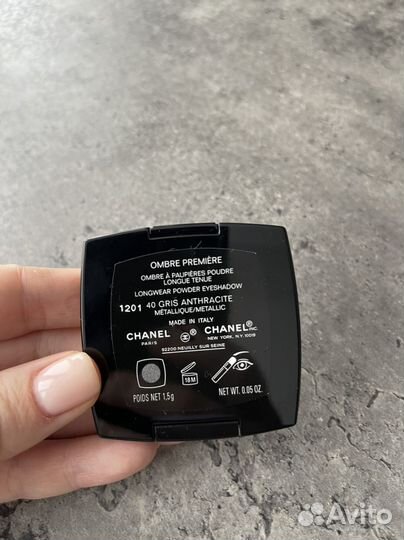 OMBRE PREMIÈRE
OMBRE À PAUPIÈRES POUDRE
LONGUE TENUE
LONGWEAR POWDER EYESHADOW
1201 40 GRIS ANTHRACITE
MÉTALLIQUE/METALLIC
MADE IN ITALY
CHANEL CHANEL INC.
PARIS NEW YORK, N.Y. 10019
92200 NEUILLY SUR SEINE
18 M
POIDS NET 1,5g NET WT. 0.05 OZ.
Avito